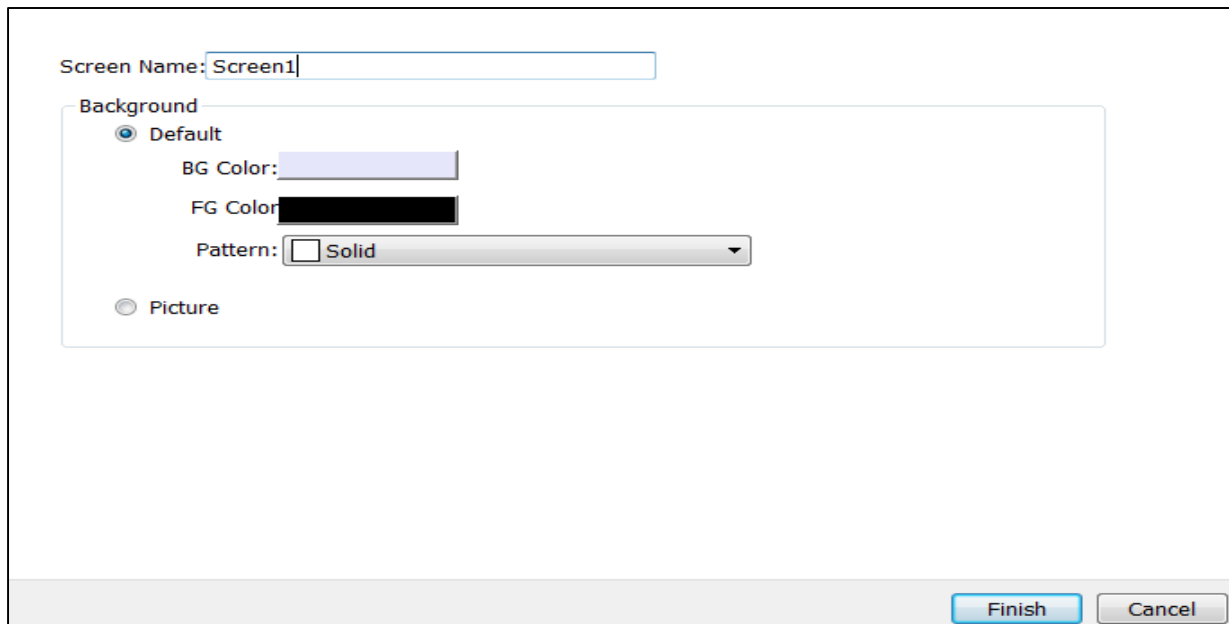 Screen Name: Screen1
Background
Default
BG Color:
FG Color
Pattern: Solid
Picture
Finish Cancel